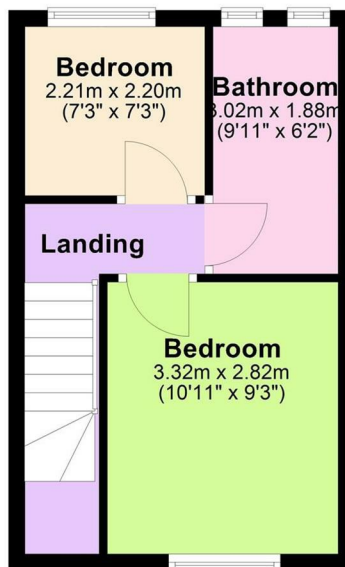 Bedroom
2.21m x 2.20m
(7'3" x 7'3")
Bathroom
3.02m x 1.88m
(9'11" x 6'2")
Landing
Bedroom
3.32m x 2.82m
(10'11" x 9'3")